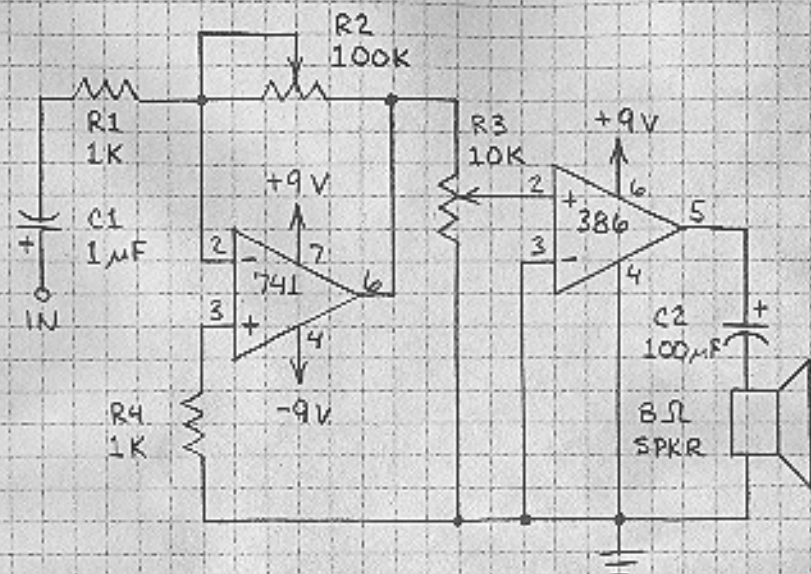 R2
100K
R1
1K
R3
10K
+9V
+9V
C1
+
1µF
IN
2
-
741
7
6
3
+
4
-9V
R4
1K
2
+
386
6
5
3
-
4
C2
100µF
+
8Ω
SPKR